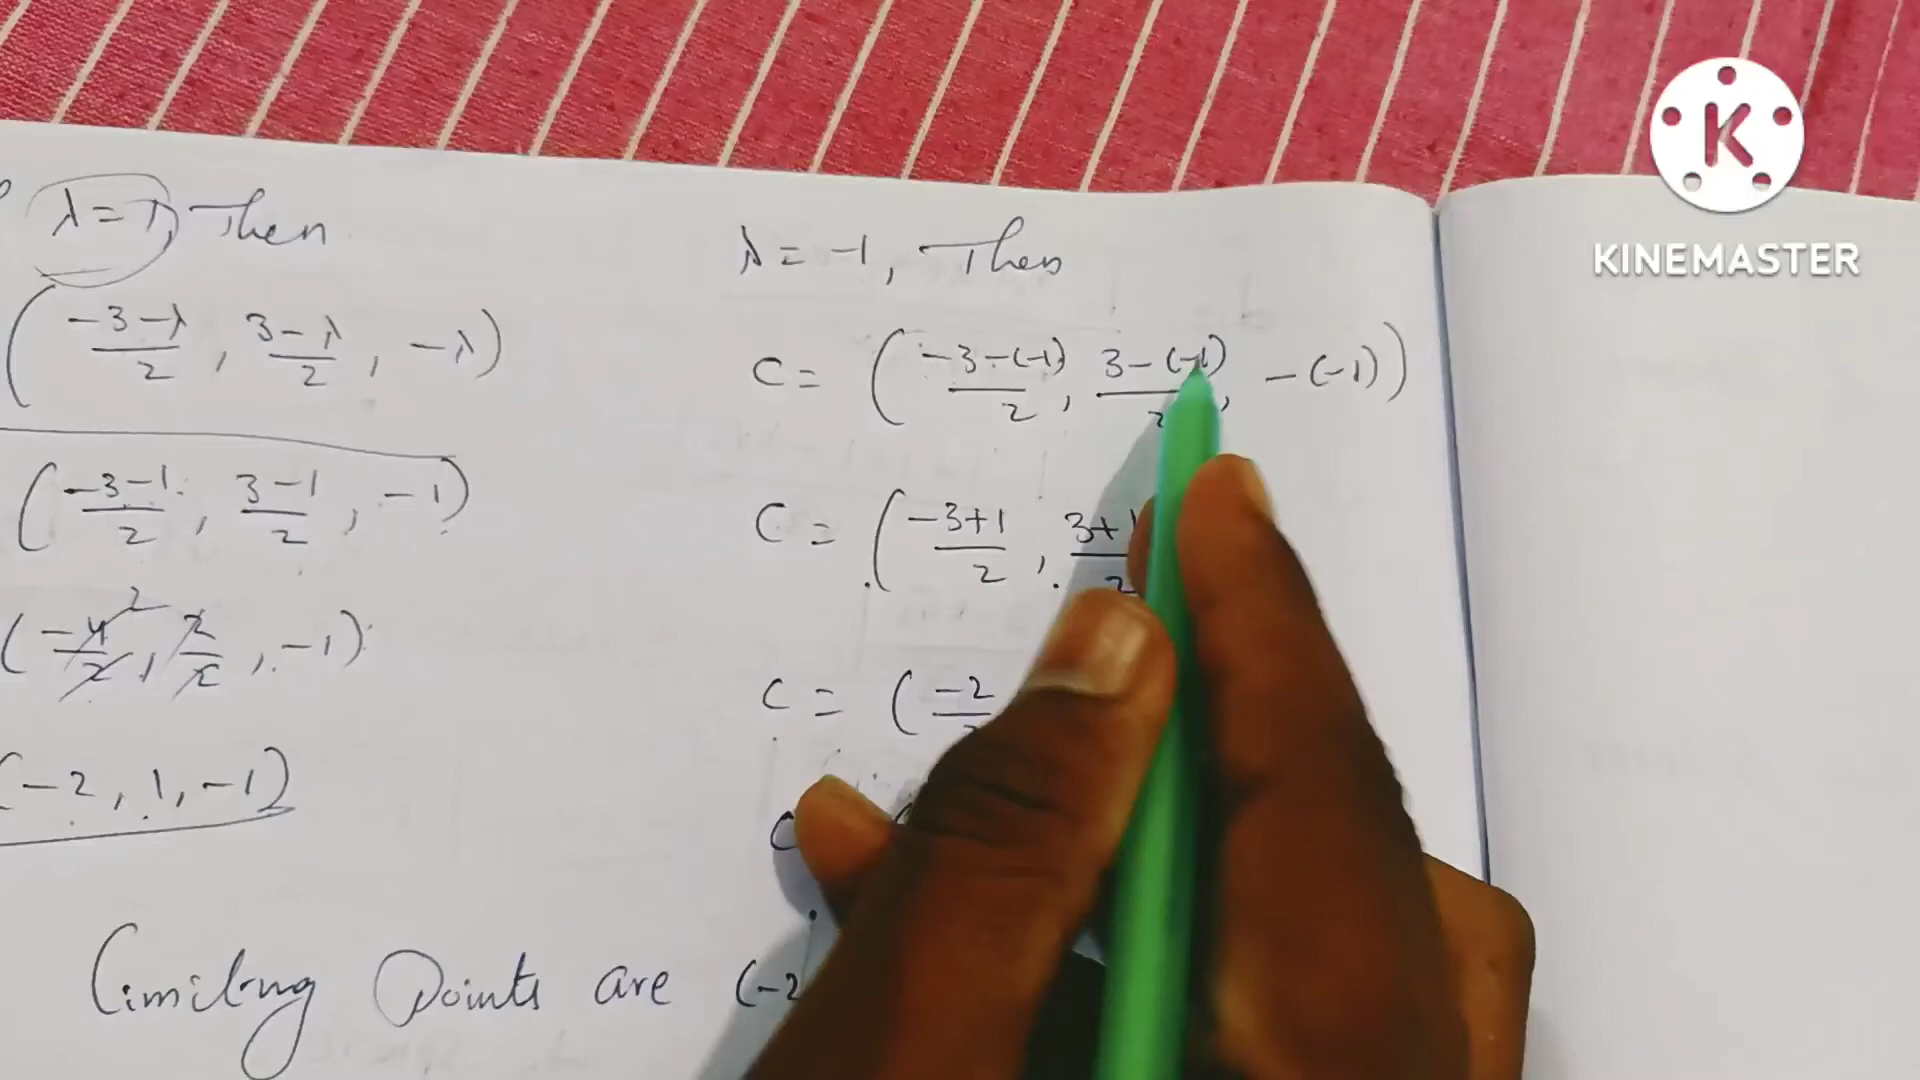 λ=1, Then
(-3-λ/2, 3-λ/2, -λ)
(-3-1/2, 3-1/2, -1)
(-4/2, 2/2, -1)
(-2, 1, -1)
λ = -1, Then
C = (-3-(-1)/2, 3-(-1)/2, -(-1))
C = (-3+1/2, 3+1/2
C = (-2
Limiting Points are (-2
K
KINEMASTER